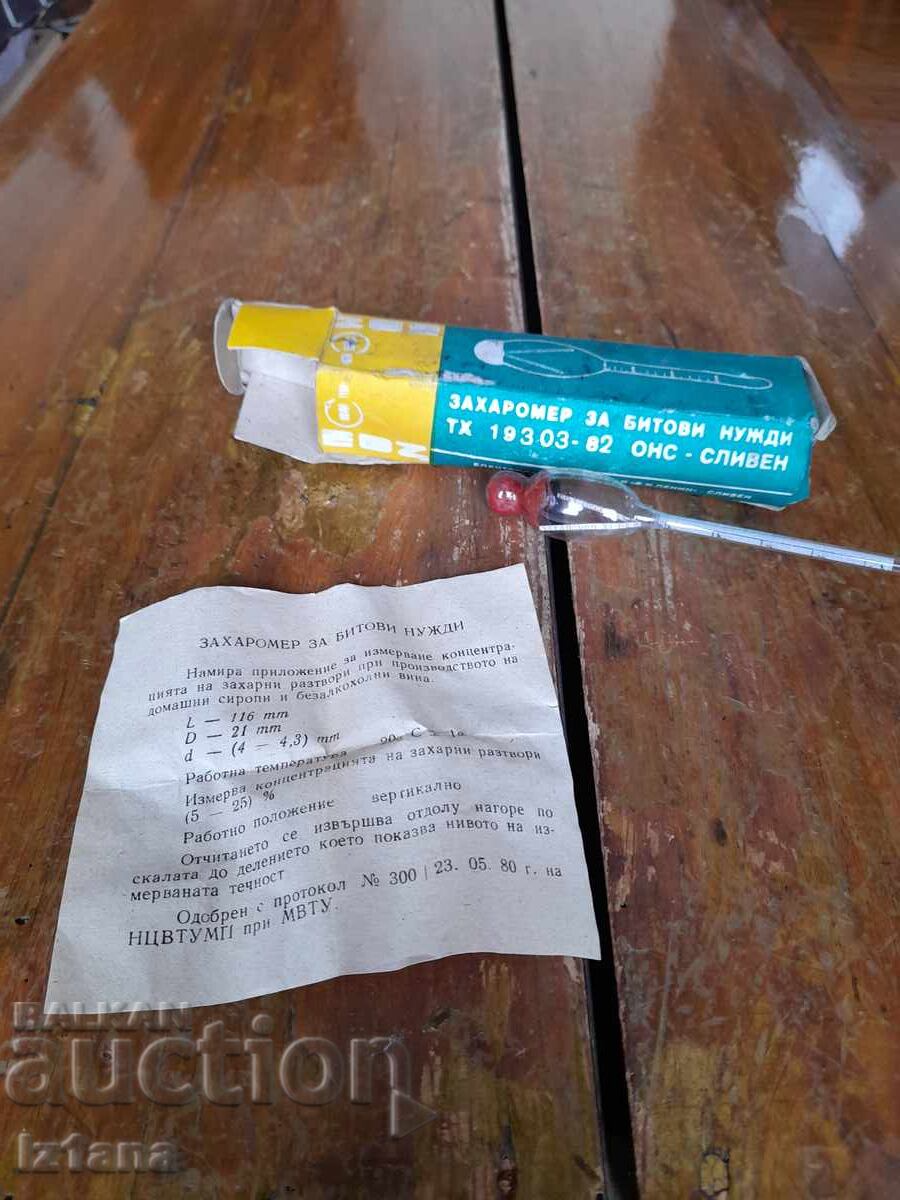 ЗАХАРОМЕР ЗА БИТОВИ НУЖДИ
ТХ 19303-82 ОНС - СЛИВЕН
ЛЕНИН СЛИВЕН
ЗАХАРОМЕР ЗА БИТОВИ НУЖДИ
Намира приложение за измерване концентра-
цията на захарни разтвори при производството на
домашни сиропи и безалкохолни вина.
L — 116 mm
D — 21 mm
d — (4 — 4,3) mm
Работна температура C
Измерва концентрацията на захарни разтвори
(5 — 25) %
Работно положение вертикално
Отчитането се извършва отдолу нагоре по
скалата до делението което показва нивото на из-
мерваната течност
Одобрен с протокол № 300 | 23. 05. 80 г. на
НЦВТУМП при МВТУ.
BALKAN
auction
Iz1ana